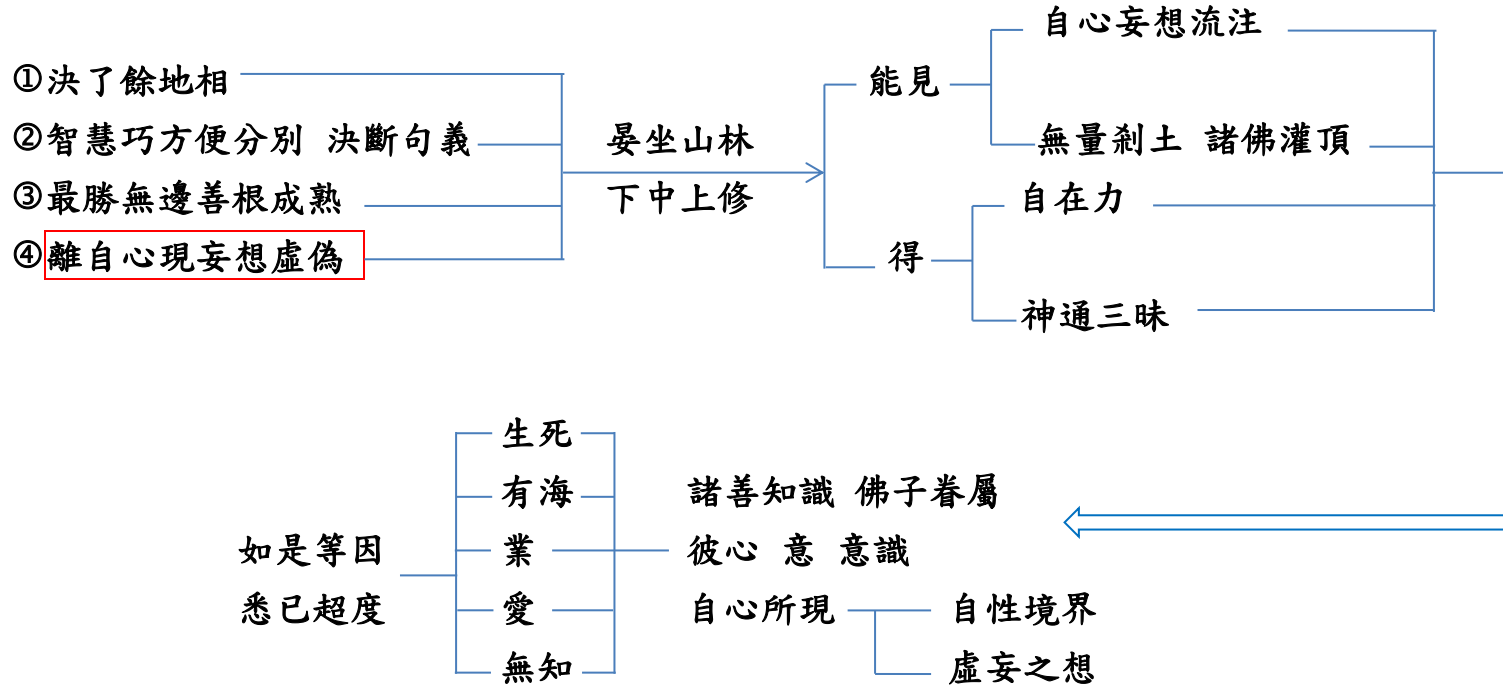 ①決了餘地相
②智慧巧方便分別 決斷句義
③最勝無邊善根成熟
④離自心現妄想虛偽
晏坐山林
下中上修
能見
自心妄想流注
無量剎土 諸佛灌頂
得
自在力
神通三昧
諸善知識 佛子眷屬
彼心 意 意識
自心所現
自性境界
虛妄之想
生死
有海
業
愛
無知
如是等因
悉已超度